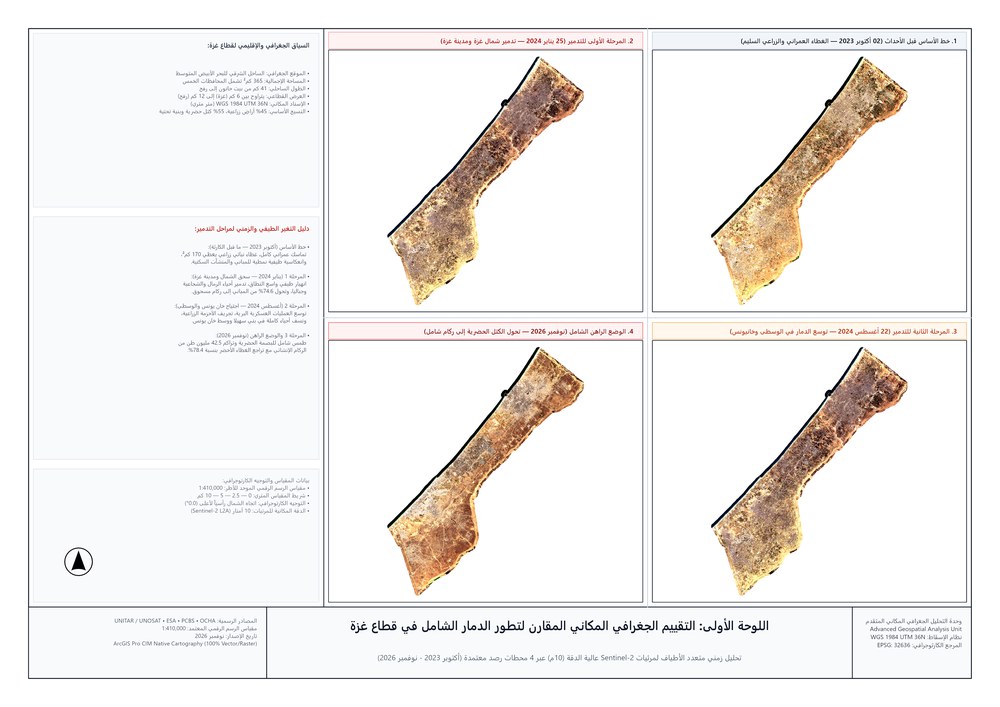 1. خط الأساس قبل الأحداث (02 أكتوبر 2023 — الغطاء العمراني والزراعي السليم)
2. المرحلة الأولى للتدمير (25 يناير 2024 — تدمير شمال غزة ومدينة غزة)
3. المرحلة الثانية للتدمير (22 أغسطس 2024 — توسع الدمار في الوسطى وخانيونس)
4. الوضع الراهن الشامل (نوفمبر 2026 — تحول الكتل الحضرية إلى ركام شامل)
السياق الجغرافي والإقليمي لقطاع غزة:
• الموقع الجغرافي: الساحل الشرقي للبحر الأبيض المتوسط
• المساحة الإجمالية: 365 كم² تشمل المحافظات الخمس
• الطول الساحلي: 41 كم من بيت حانون إلى رفح
• العرض القطاعي: يتراوح بين 6 كم (غزة) إلى 12 كم (رفح)
• الإسناد المكاني: WGS 1984 UTM 36N (متر متري)
• النسيج الأساسي: 45% أراضٍ زراعية، 55% كتل حضرية وبنية تحتية
دليل التغير الطيفي والزمني لمراحل التدمير:
• خط الأساس (أكتوبر 2023 — ما قبل الكارثة):
تماسك عمراني كامل، غطاء نباتي زراعي يغطي 170 كم²،
وانعكاسية طيفية نمطية للمباني والمنشآت السكنية.
• المرحلة 1 (يناير 2024 — سحق الشمال ومدينة غزة):
انهيار طيفي واسع النطاق، تدمير أحياء الرمال والشجاعية
وجباليا، وتحول 74.6% من المباني إلى ركام مسحوق.
• المرحلة 2 (أغسطس 2024 — اجتياح خان يونس والوسطى):
توسع العمليات العسكرية البرية، تجريف الأحزمة الزراعية،
ونسف أحياء كاملة في بني سهيلا ووسط خان يونس.
• المرحلة 3 والوضع الراهن (نوفمبر 2026):
طمس شامل للبصمة الحضرية وتراكم 42.5 مليون طن من
الركام الإنشائي مع تراجع الغطاء الأخضر بنسبة 78.4%.
بيانات المقياس والتوجيه الكارتوجرافي:
• مقياس الرسم الرقمي الموحد للأطر: 1:410,000
• شريط المقياس المتري: 0 — 2.5 — 5 — 10 كم
• التوجيه الكارتوجرافي: اتجاه الشمال رأسياً لأعلى (0.0°)
• الدقة المكانية للمرئيات: 10 أمتار (Sentinel-2 L2A)
وحدة التحليل الجغرافي المكاني المتقدم
Advanced Geospatial Analysis Unit
نظام الإسقاط: WGS 1984 UTM 36N
المرجع الكارتوجرافي: EPSG: 32636
اللوحة الأولى: التقييم الجغرافي المكاني المقارن لتطور الدمار الشامل في قطاع غزة
تحليل زمني متعدد الأطياف لمرئيات Sentinel-2 عالية الدقة (10م) عبر 4 محطات رصد معتمدة (أكتوبر 2023 - نوفمبر 2026)
المصادر الرسمية: UNITAR / UNOSAT • ESA • PCBS • OCHA
مقياس الرسم الرقمي المعتمد: 1:410,000
تاريخ الإصدار: نوفمبر 2026
ArcGIS Pro CIM Native Cartography (100% Vector/Raster)